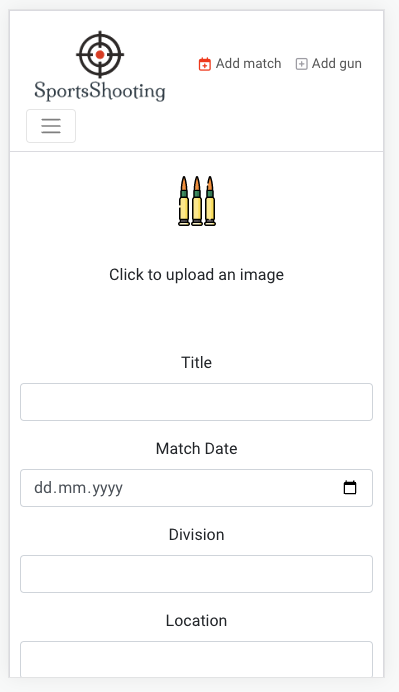 SportsShooting
Add match Add gun
Click to upload an image
Title
Match Date
dd.mm.yyyy
Division
Location